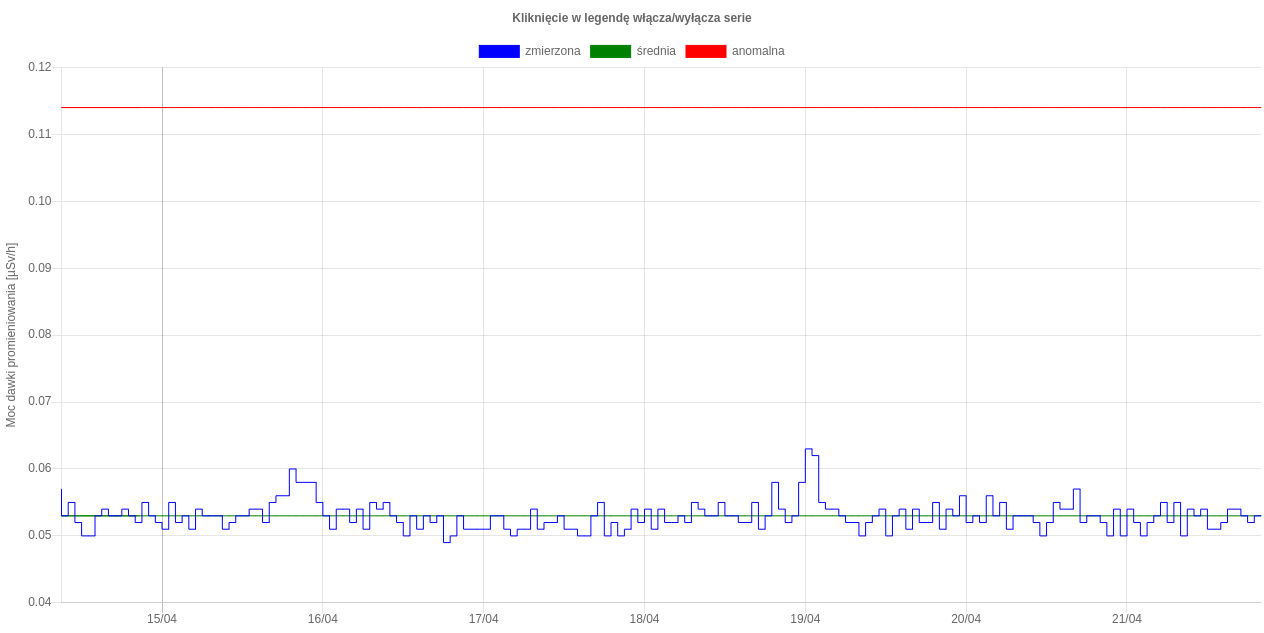 Kliknięcie w legendę włącza/wyłącza serie
zmierzona średnia anomalna
0.12
0.11
0.10
0.09
0.08
0.07
0.06
0.05
0.04
Moc dawki promieniowania [µSv/h]
15/04 16/04 17/04 18/04 19/04 20/04 21/04